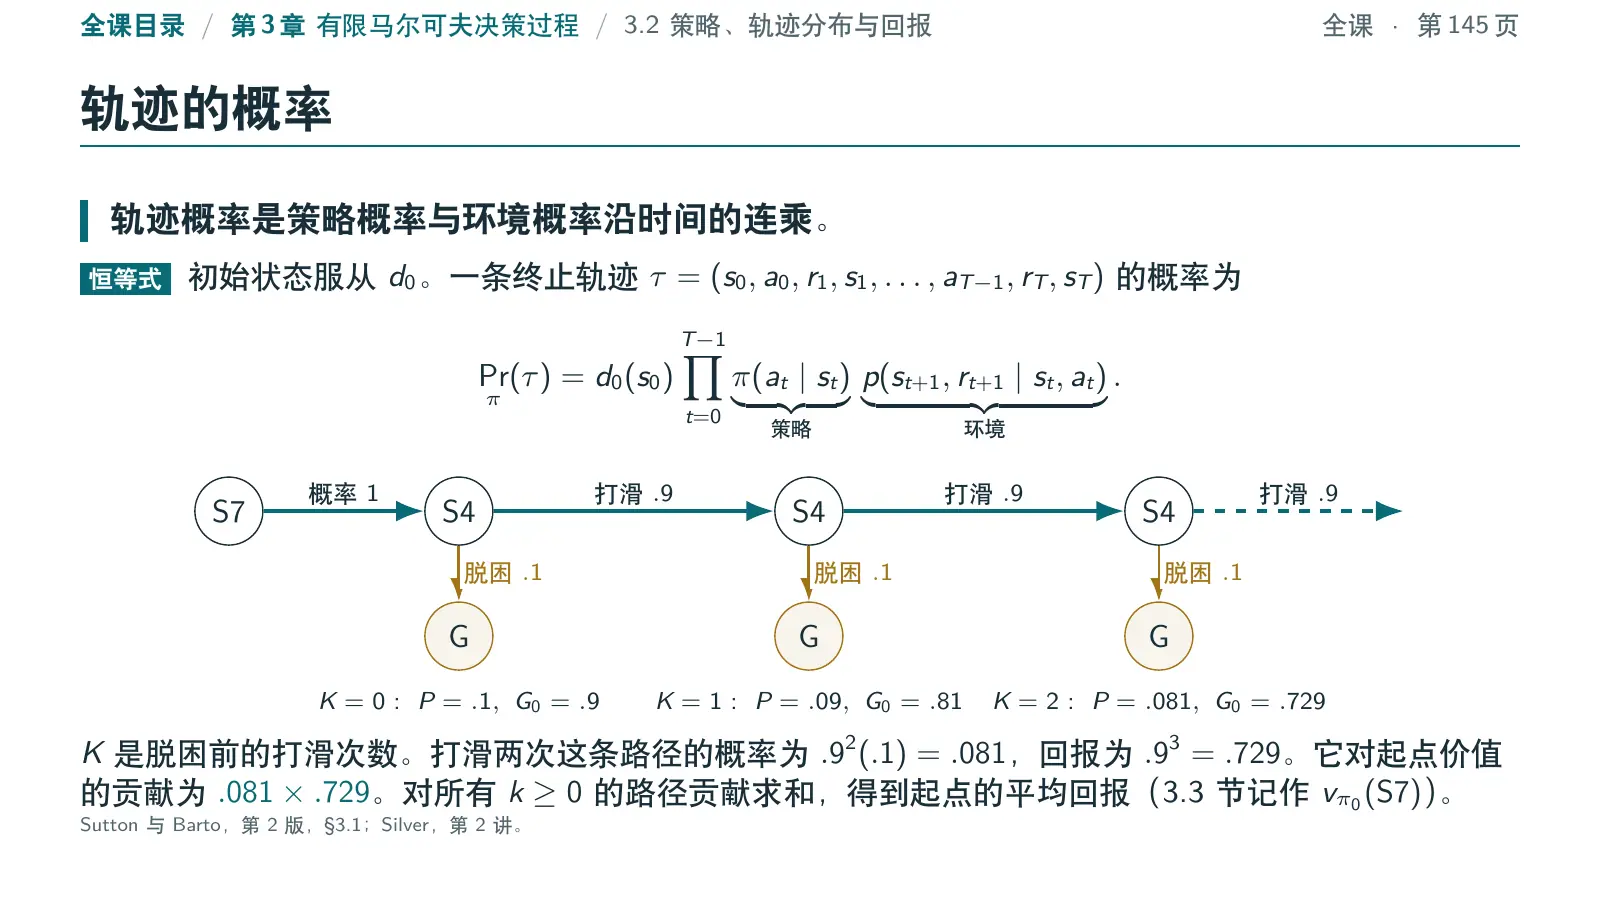 全课目录 / 第 3 章 有限马尔可夫决策过程 / 3.2 策略、轨迹分布与回报
全课 · 第 145 页
轨迹的概率
轨迹概率是策略概率与环境概率沿时间的连乘。
恒等式 初始状态服从 d₀。一条终止轨迹 τ = (s₀, a₀, r₁, s₁, . . . , a_{T−1}, r_T, s_T) 的概率为
Pr_π(τ) = d₀(s₀) ∏_{t=0}^{T−1} π(a_t | s_t) p(s_{t+1}, r_{t+1} | s_t, a_t) .
策略 环境
S7 概率 1 S4 打滑 .9 S4 打滑 .9 S4 打滑 .9
脱困 .1 脱困 .1 脱困 .1
G G G
K = 0 : P = .1, G₀ = .9 K = 1 : P = .09, G₀ = .81 K = 2 : P = .081, G₀ = .729
K 是脱困前的打滑次数。打滑两次这条路径的概率为 .9²(.1) = .081，回报为 .9³ = .729。它对起点价值
的贡献为 .081 × .729。对所有 k ≥ 0 的路径贡献求和，得到起点的平均回报（3.3 节记作 v_{π₀}(S7)）。
Sutton 与 Barto，第 2 版，§3.1；Silver，第 2 讲。